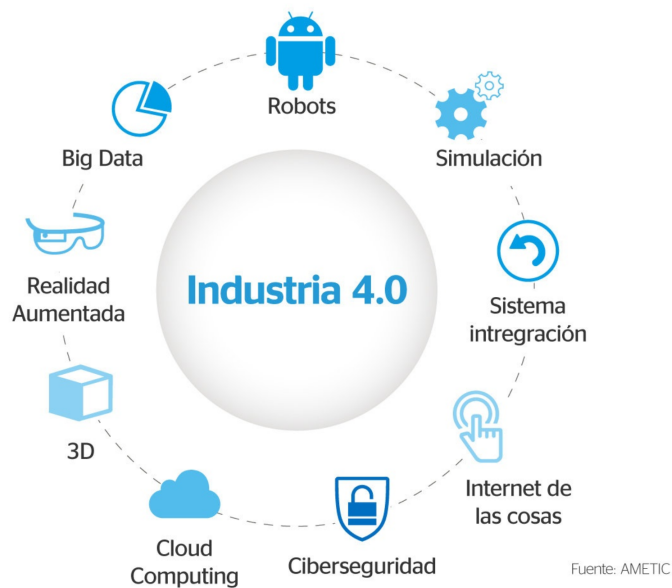 Robots
Simulación
Sistema
intregración
Internet de
las cosas
Ciberseguridad
Cloud
Computing
3D
Realidad
Aumentada
Big Data
Industria 4.0
Fuente: AMETIC